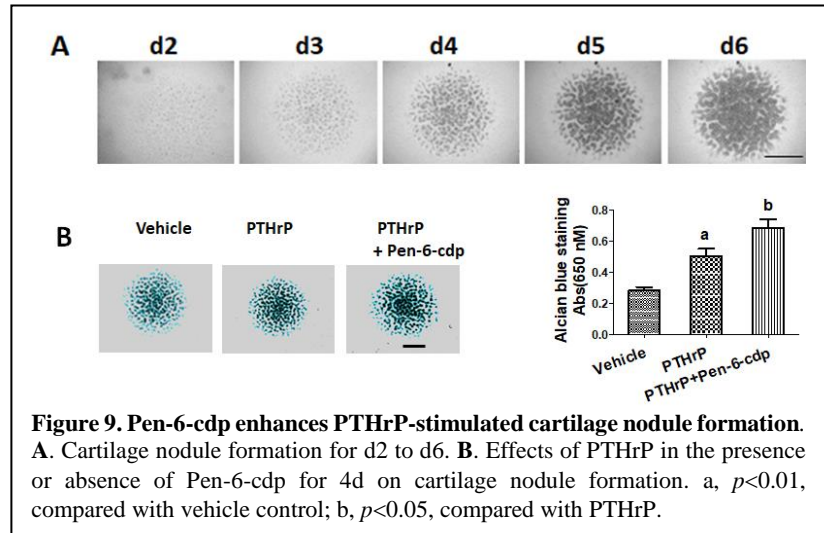 A d2 d3 d4 d5 d6
B Vehicle PTHrP PTHrP
+ Pen-6-cdp
Alcian blue staining
Abs(650 nM)
0.8
0.6
0.4
0.2
0.0
a
b
Vehicle
PTHrP
PTHrP+Pen-6-cdp
Figure 9. Pen-6-cdp enhances PTHrP-stimulated cartilage nodule formation.
A. Cartilage nodule formation for d2 to d6. B. Effects of PTHrP in the presence
or absence of Pen-6-cdp for 4d on cartilage nodule formation. a, p<0.01,
compared with vehicle control; b, p<0.05, compared with PTHrP.